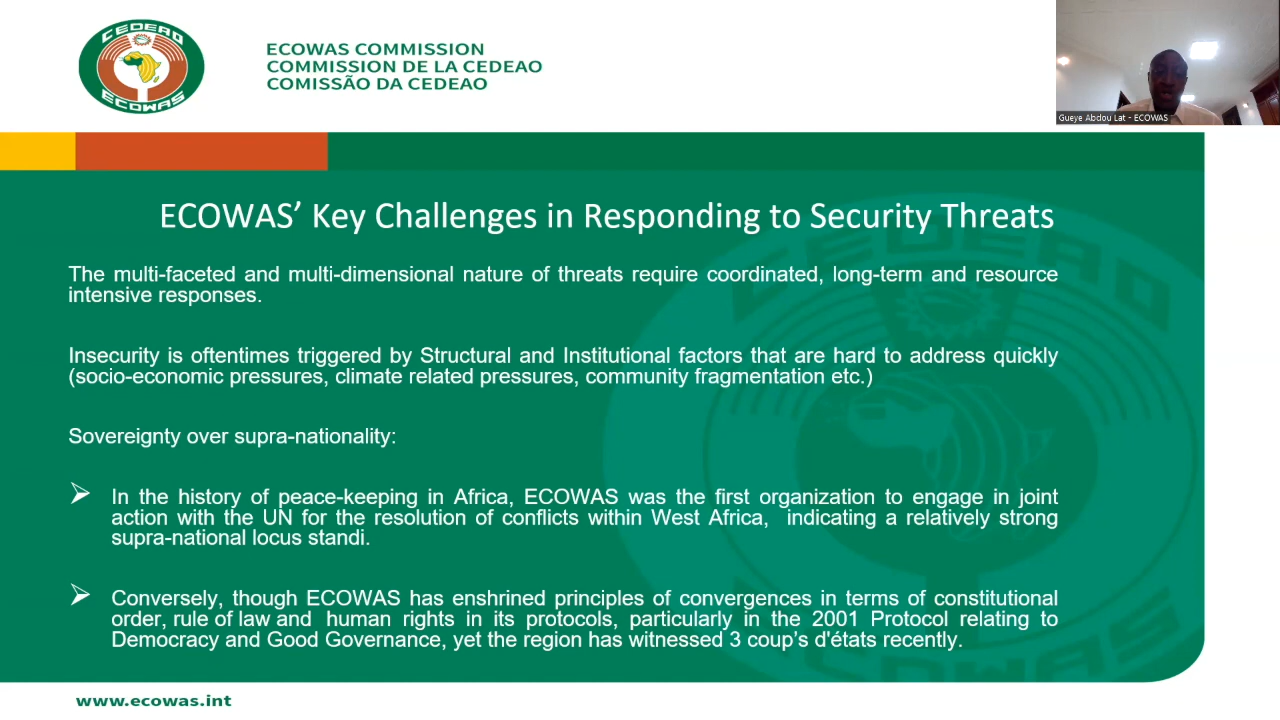 CEDEAO
ECOWAS
ECOWAS COMMISSION
COMMISSION DE LA CEDEAO
COMISSÃO DA CEDEAO
Gueye Abdou Lat - ECOWAS
ECOWAS’ Key Challenges in Responding to Security Threats
The multi-faceted and multi-dimensional nature of threats require coordinated, long-term and resource
intensive responses.
Insecurity is oftentimes triggered by Structural and Institutional factors that are hard to address quickly
(socio-economic pressures, climate related pressures, community fragmentation etc.)
Sovereignty over supra-nationality:
In the history of peace-keeping in Africa, ECOWAS was the first organization to engage in joint
action with the UN for the resolution of conflicts within West Africa, indicating a relatively strong
supra-national locus standi.
Conversely, though ECOWAS has enshrined principles of convergences in terms of constitutional
order, rule of law and human rights in its protocols, particularly in the 2001 Protocol relating to
Democracy and Good Governance, yet the region has witnessed 3 coup’s d'états recently.
CEDEAO
ECOWAS
www.ecowas.int